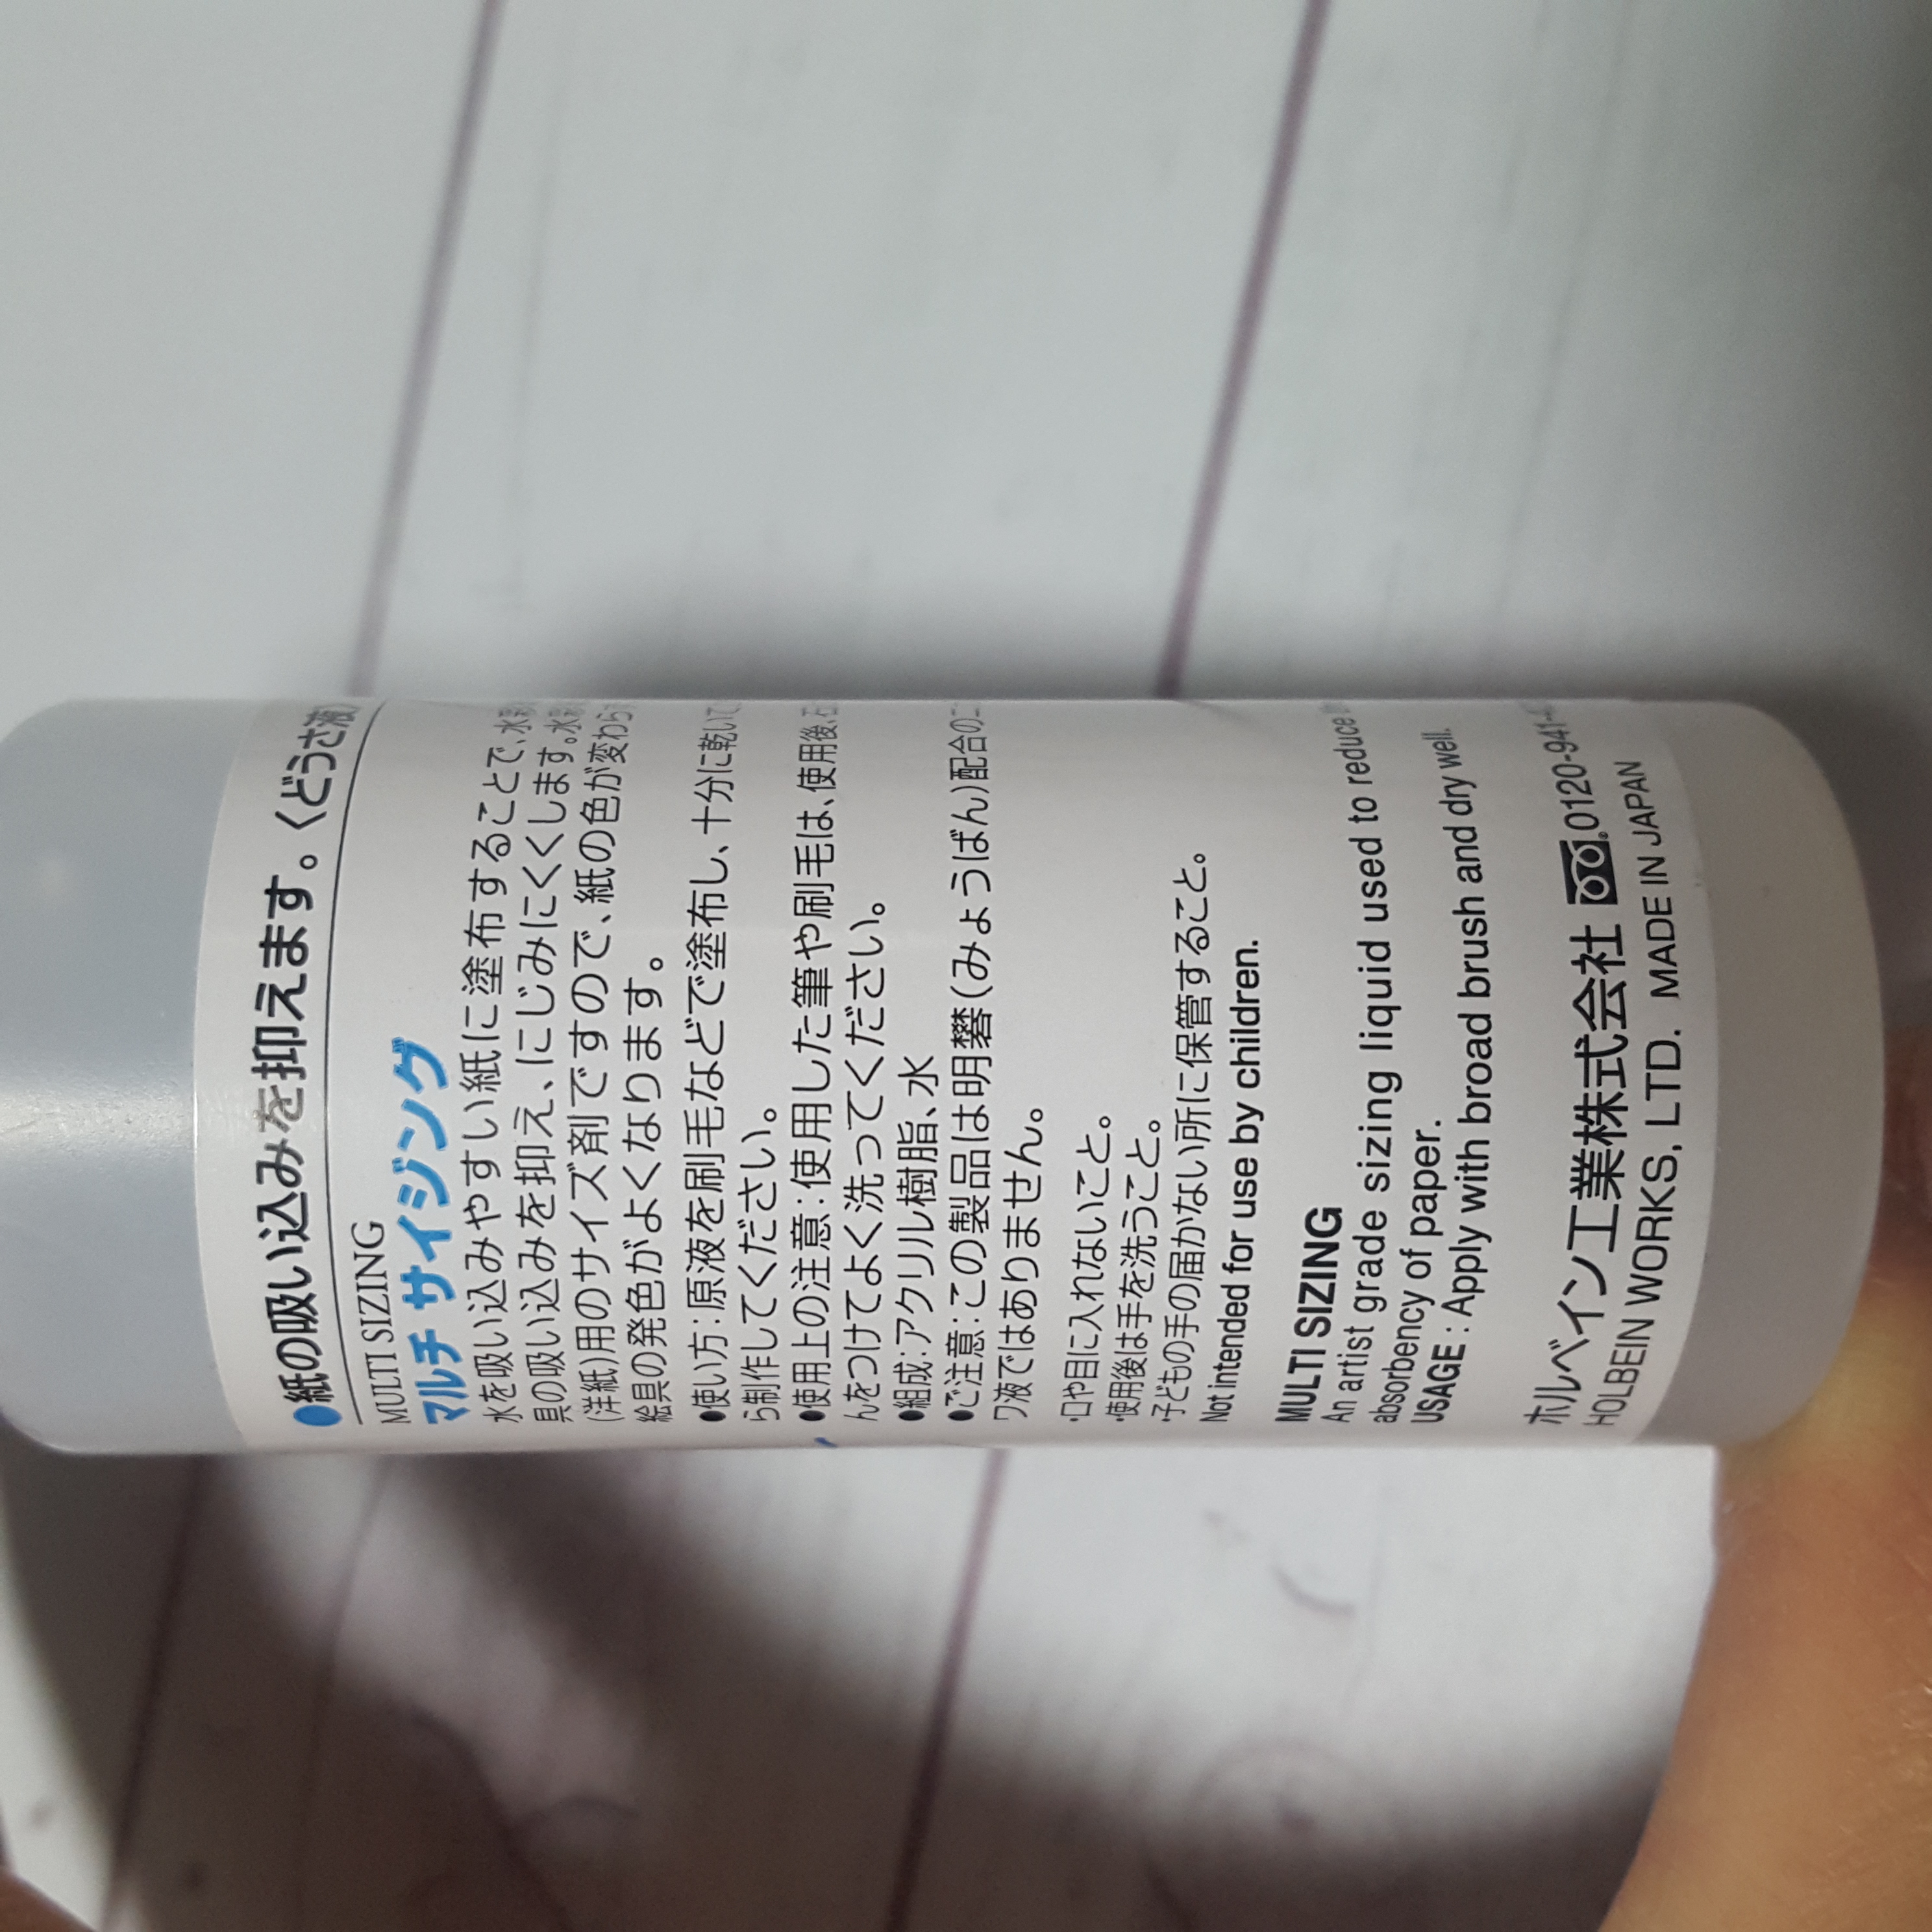 ●紙の吸い込みを抑えます。〈どうさ液〉
MULTI SIZING
マルチ サイジング
水を吸い込みやすい紙に塗布することで、水彩
具の吸い込みを抑え、にじみにくくします。水彩
(洋紙)用のサイズ剤ですので、紙の色が変わら
絵具の発色がよくなります。
●使い方:原液を刷毛などで塗布し、十分に乾いて
ら制作してください。
●使用上の注意:使用した筆や刷毛は、使用後、石
んをつけてよく洗ってください。
●組成:アクリル樹脂、水
●ご注意:この製品は明礬(みょうばん)配合のニ
ワ液ではありません。
・口や目に入れないこと。
・使用後は手を洗うこと。
・子どもの手の届かない所に保管すること。
Not intended for use by children.
MULTI SIZING
An artist grade sizing liquid used to reduce
absorbency of paper.
USAGE : Apply with broad brush and dry well.
ホルベイン工業株式会社 0120-941-
HOLBEIN WORKS, LTD. MADE IN JAPAN